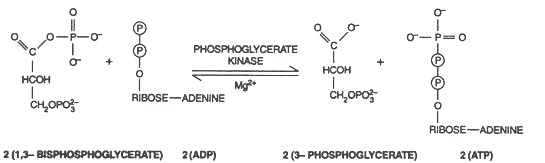 O O
C O P O⁻
O⁻
HCOH
CH₂OPO₃²⁻
+
P
P
O
RIBOSE—ADENINE
PHOSPHOGLYCERATE
KINASE
Mg²⁺
O O⁻
C
HCOH
CH₂OPO₃²⁻
+
O⁻
O⁻—P=O
P
P
O
RIBOSE—ADENINE
2 (1,3– BISPHOSPHOGLYCERATE) 2 (ADP) 2 (3– PHOSPHOGLYCERATE) 2 (ATP)